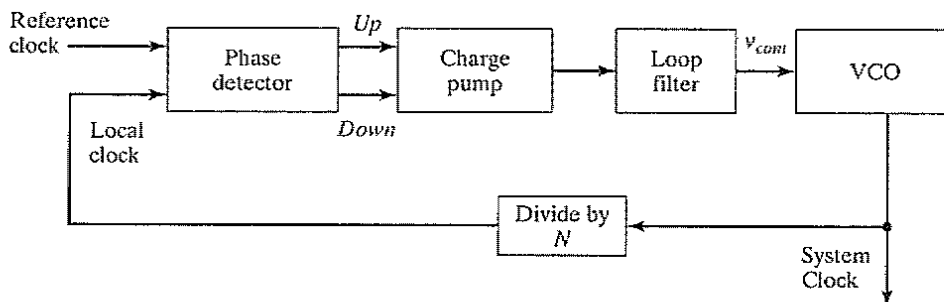 Reference
clock
Up
Phase
detector
Charge
pump
Loop
filter
v_cont
VCO
Local
clock
Down
Divide by
N
System
Clock